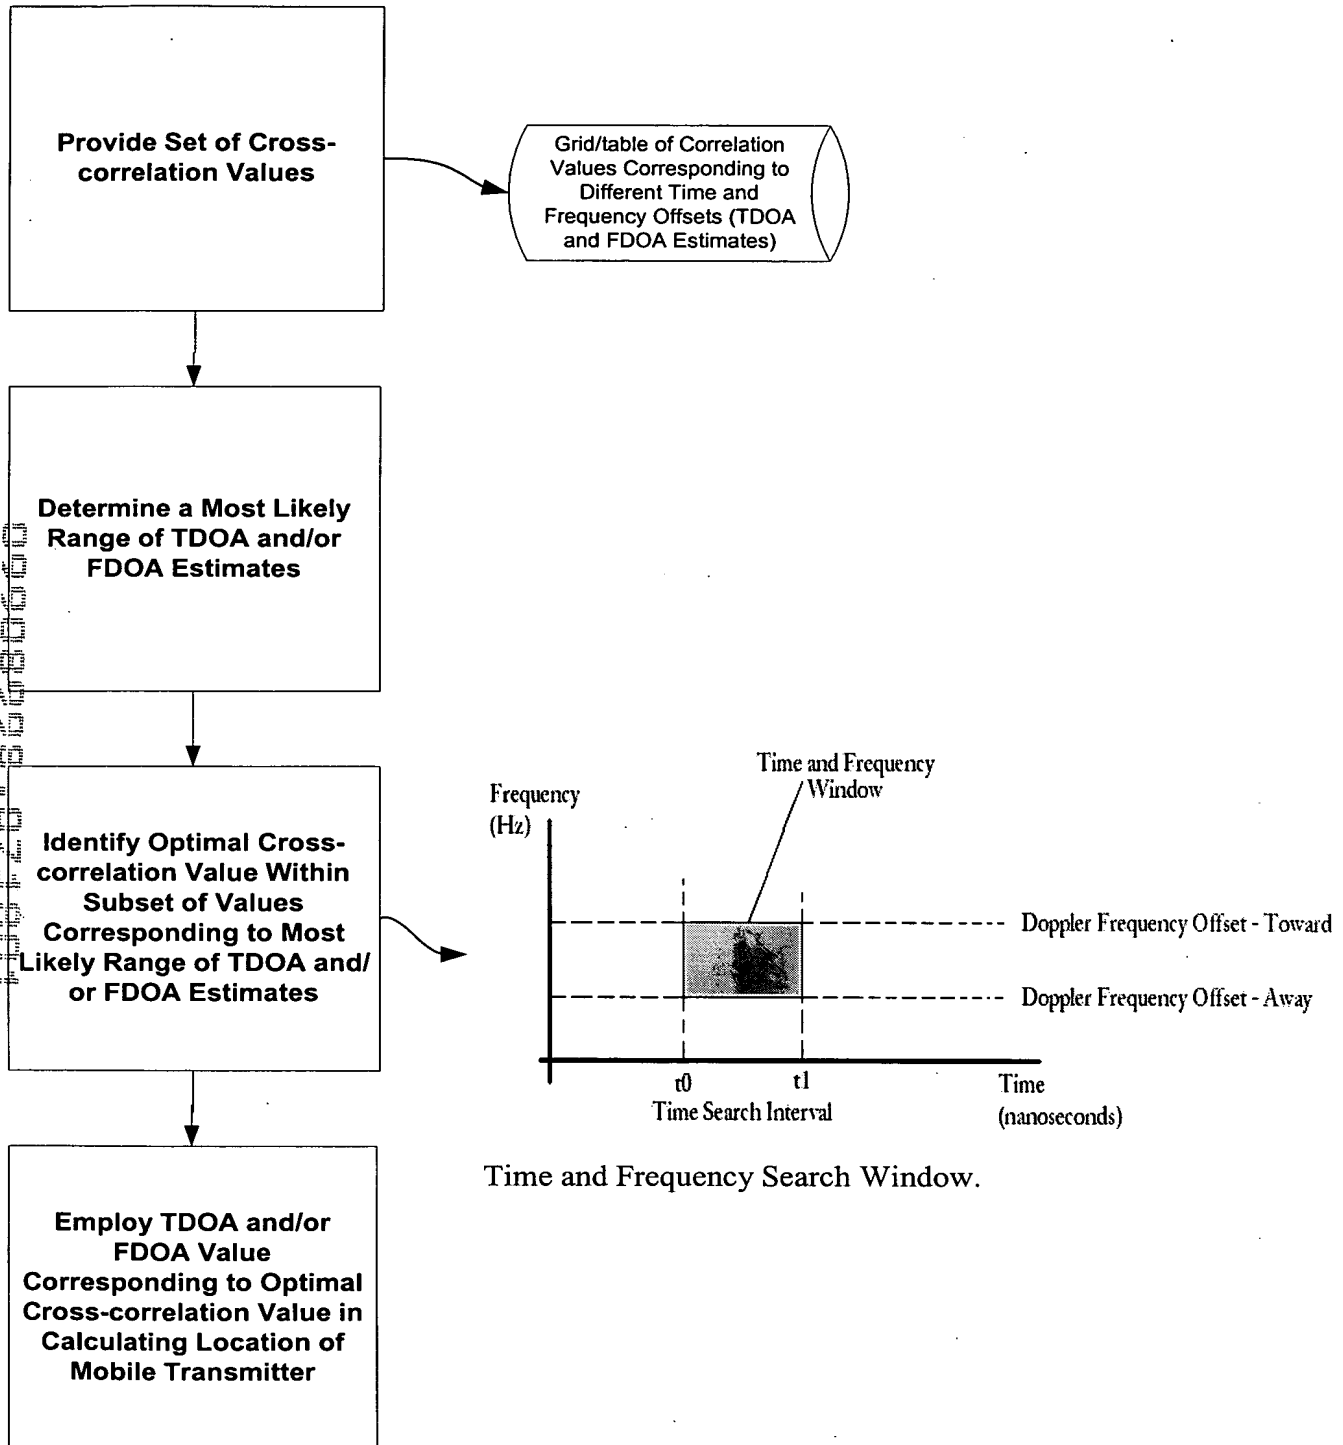 Provide Set of Cross-
correlation Values
Grid/table of Correlation
Values Corresponding to
Different Time and
Frequency Offsets (TDOA
and FDOA Estimates)
Determine a Most Likely
Range of TDOA and/or
FDOA Estimates
Identify Optimal Cross-
correlation Value Within
Subset of Values
Corresponding to Most
Likely Range of TDOA and/
or FDOA Estimates
Time and Frequency
Window
Frequency
(Hz)
Doppler Frequency Offset - Toward
Doppler Frequency Offset - Away
t0
t1
Time
Time Search Interval
(nanoseconds)
Time and Frequency Search Window.
Employ TDOA and/or
FDOA Value
Corresponding to Optimal
Cross-correlation Value in
Calculating Location of
Mobile Transmitter